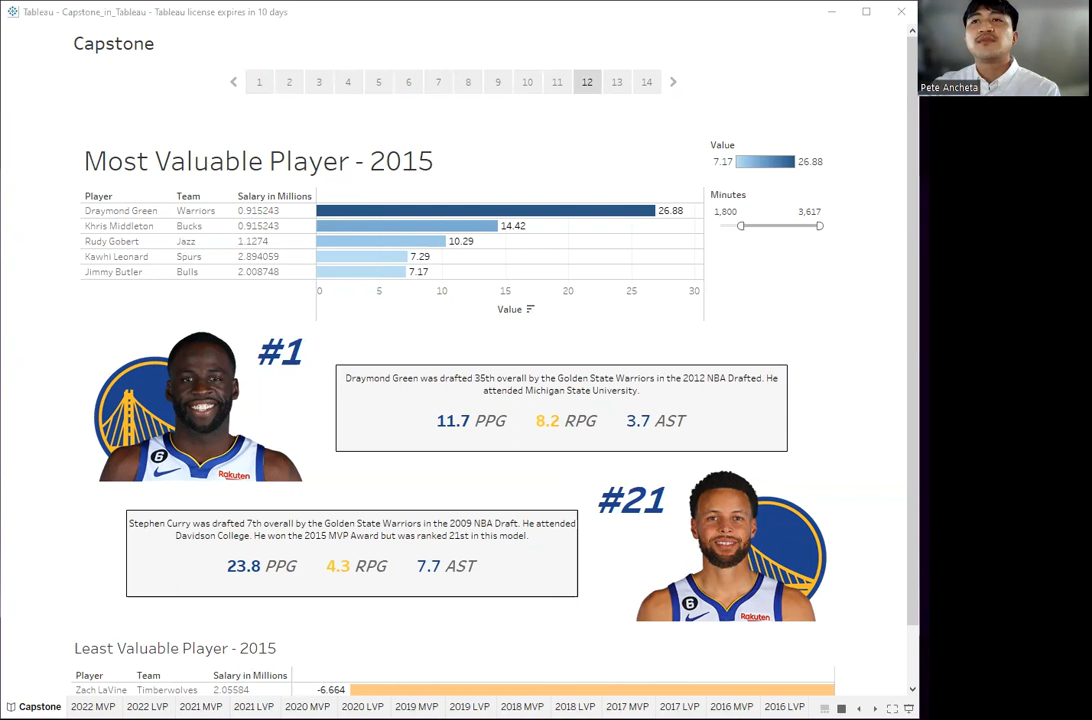 Tableau - Capstone_in_Tableau - Tableau license expires in 10 days
Capstone
1 2 3 4 5 6 7 8 9 10 11 12 13 14
Pete Ancheta
Most Valuable Player - 2015
Value
7.17 26.88
Minutes
1,800 3,617
Player Team Salary in Millions
Draymond Green Warriors 0.915243 26.88
Khris Middleton Bucks 0.915243 14.42
Rudy Gobert Jazz 1.1274 10.29
Kawhi Leonard Spurs 2.894059 7.29
Jimmy Butler Bulls 2.008748 7.17
0 5 10 15 20 25 30
Value
#1
Draymond Green was drafted 35th overall by the Golden State Warriors in the 2012 NBA Drafted. He
attended Michigan State University.
11.7 PPG 8.2 RPG 3.7 AST
6
Rakuten
#21
Stephen Curry was drafted 7th overall by the Golden State Warriors in the 2009 NBA Draft. He attended
Davidson College. He won the 2015 MVP Award but was ranked 21st in this model.
23.8 PPG 4.3 RPG 7.7 AST
6
Rakuten
Least Valuable Player - 2015
Player Team Salary in Millions
Zach LaVine Timberwolves 2.05584 -6.664
Capstone 2022 MVP 2022 LVP 2021 MVP 2021 LVP 2020 MVP 2020 LVP 2019 MVP 2019 LVP 2018 MVP 2018 LVP 2017 MVP 2017 LVP 2016 MVP 2016 LVP